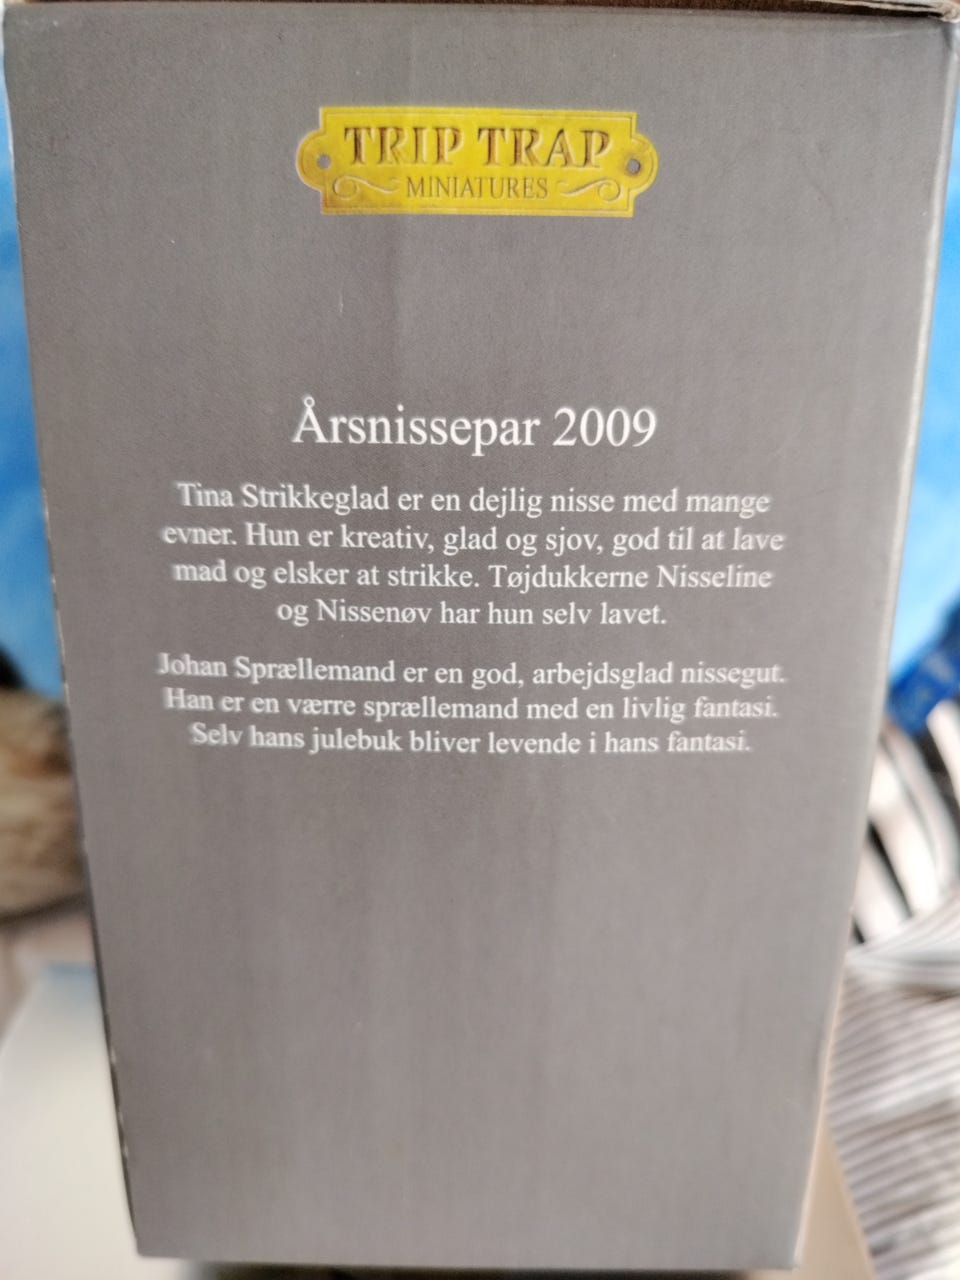 TRIP TRAP
MINIATURES
Årsnissepar 2009
Tina Strikkeglad er en dejlig nisse med mange
evner. Hun er kreativ, glad og sjov, god til at lave
mad og elsker at strikke. Tøjdukkerne Nisseline
og Nissenøv har hun selv lavet.
Johan Sprællemand er en god, arbejdsglad nissegut.
Han er en værre sprællemand med en livlig fantasi.
Selv hans julebuk bliver levende i hans fantasi.